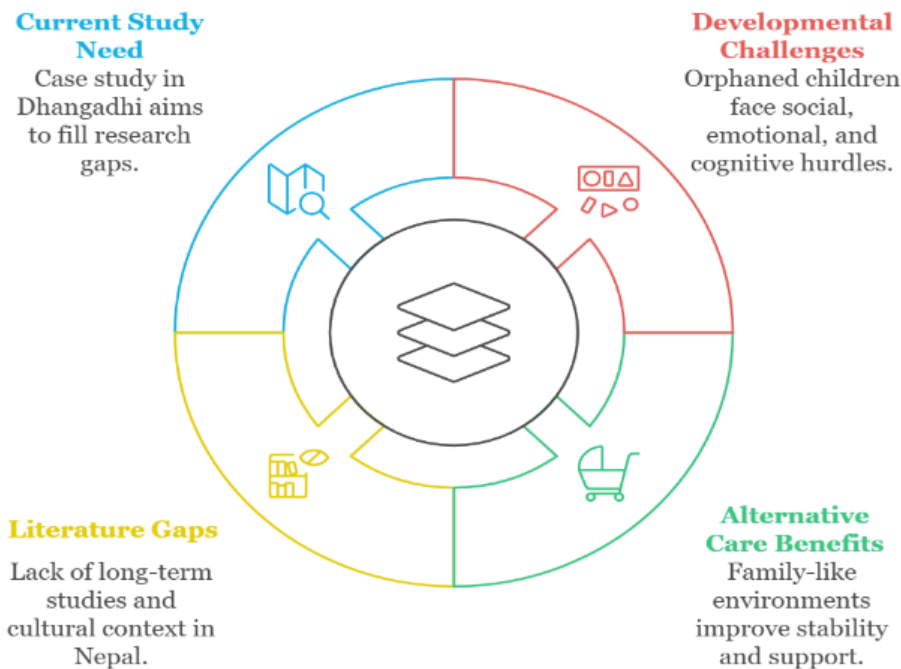 Current Study
Need
Case study in
Dhangadhi aims
to fill research
gaps.
Developmental
Challenges
Orphaned children
face social,
emotional, and
cognitive hurdles.
Literature Gaps
Lack of long-term
studies and
cultural context in
Nepal.
Alternative
Care Benefits
Family-like
environments
improve stability
and support.